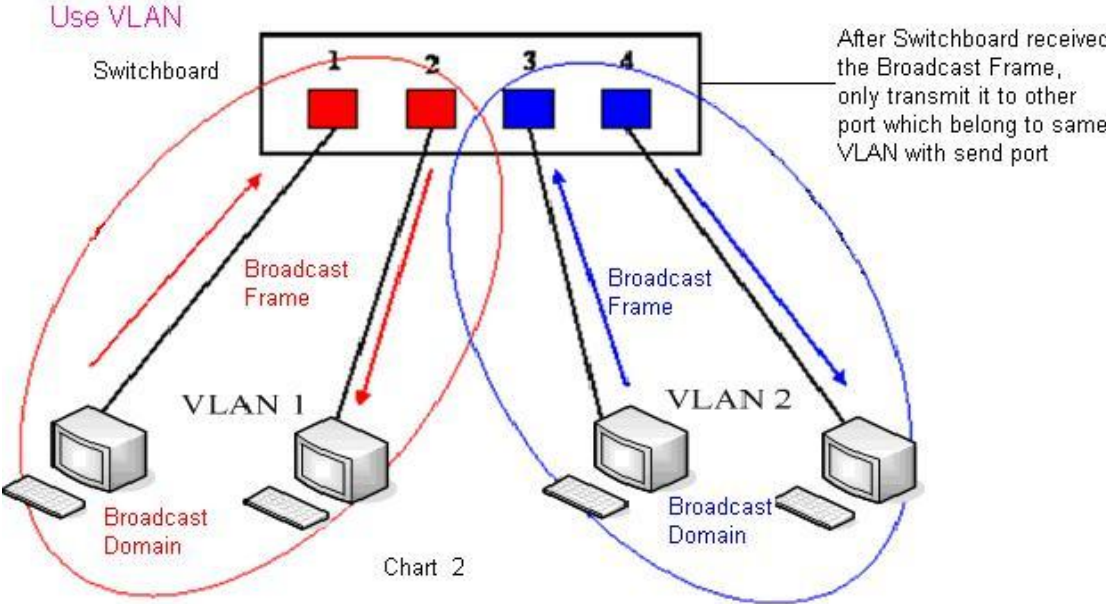 Use VLAN
Switchboard
1 2 3 4
After Switchboard received
the Broadcast Frame,
only transmit it to other
port which belong to same
VLAN with send port
Broadcast
Frame
Broadcast
Frame
VLAN 1
VLAN 2
Broadcast
Domain
Broadcast
Domain
Chart 2